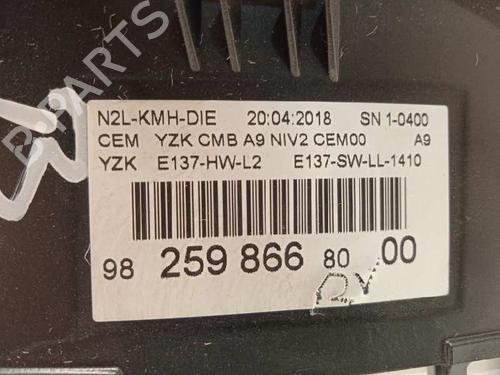 B-PARTS
N2L-KMH-DIE 20:04:2018 SN 1-0400
CEM YZK CMB A9 NIV2 CEM00 A9
YZK E137-HW-L2 E137-SW-LL-1410
98 259 866 80 00